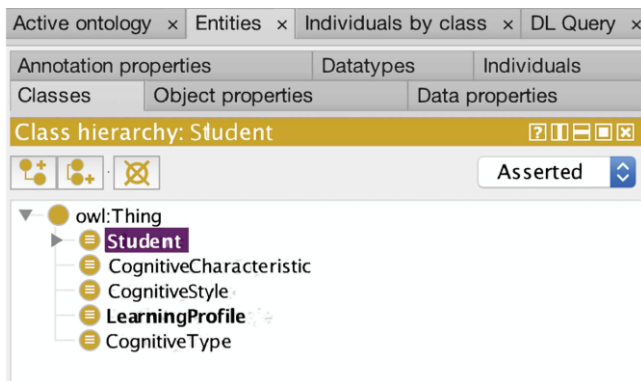 Active ontology × Entities × Individuals by class × DL Query ×
Annotation properties Datatypes Individuals
Classes Object properties Data properties
Class hierarchy: Student
Asserted
owl:Thing
Student
CognitiveCharacteristic
CognitiveStyle
LearningProfile
CognitiveType